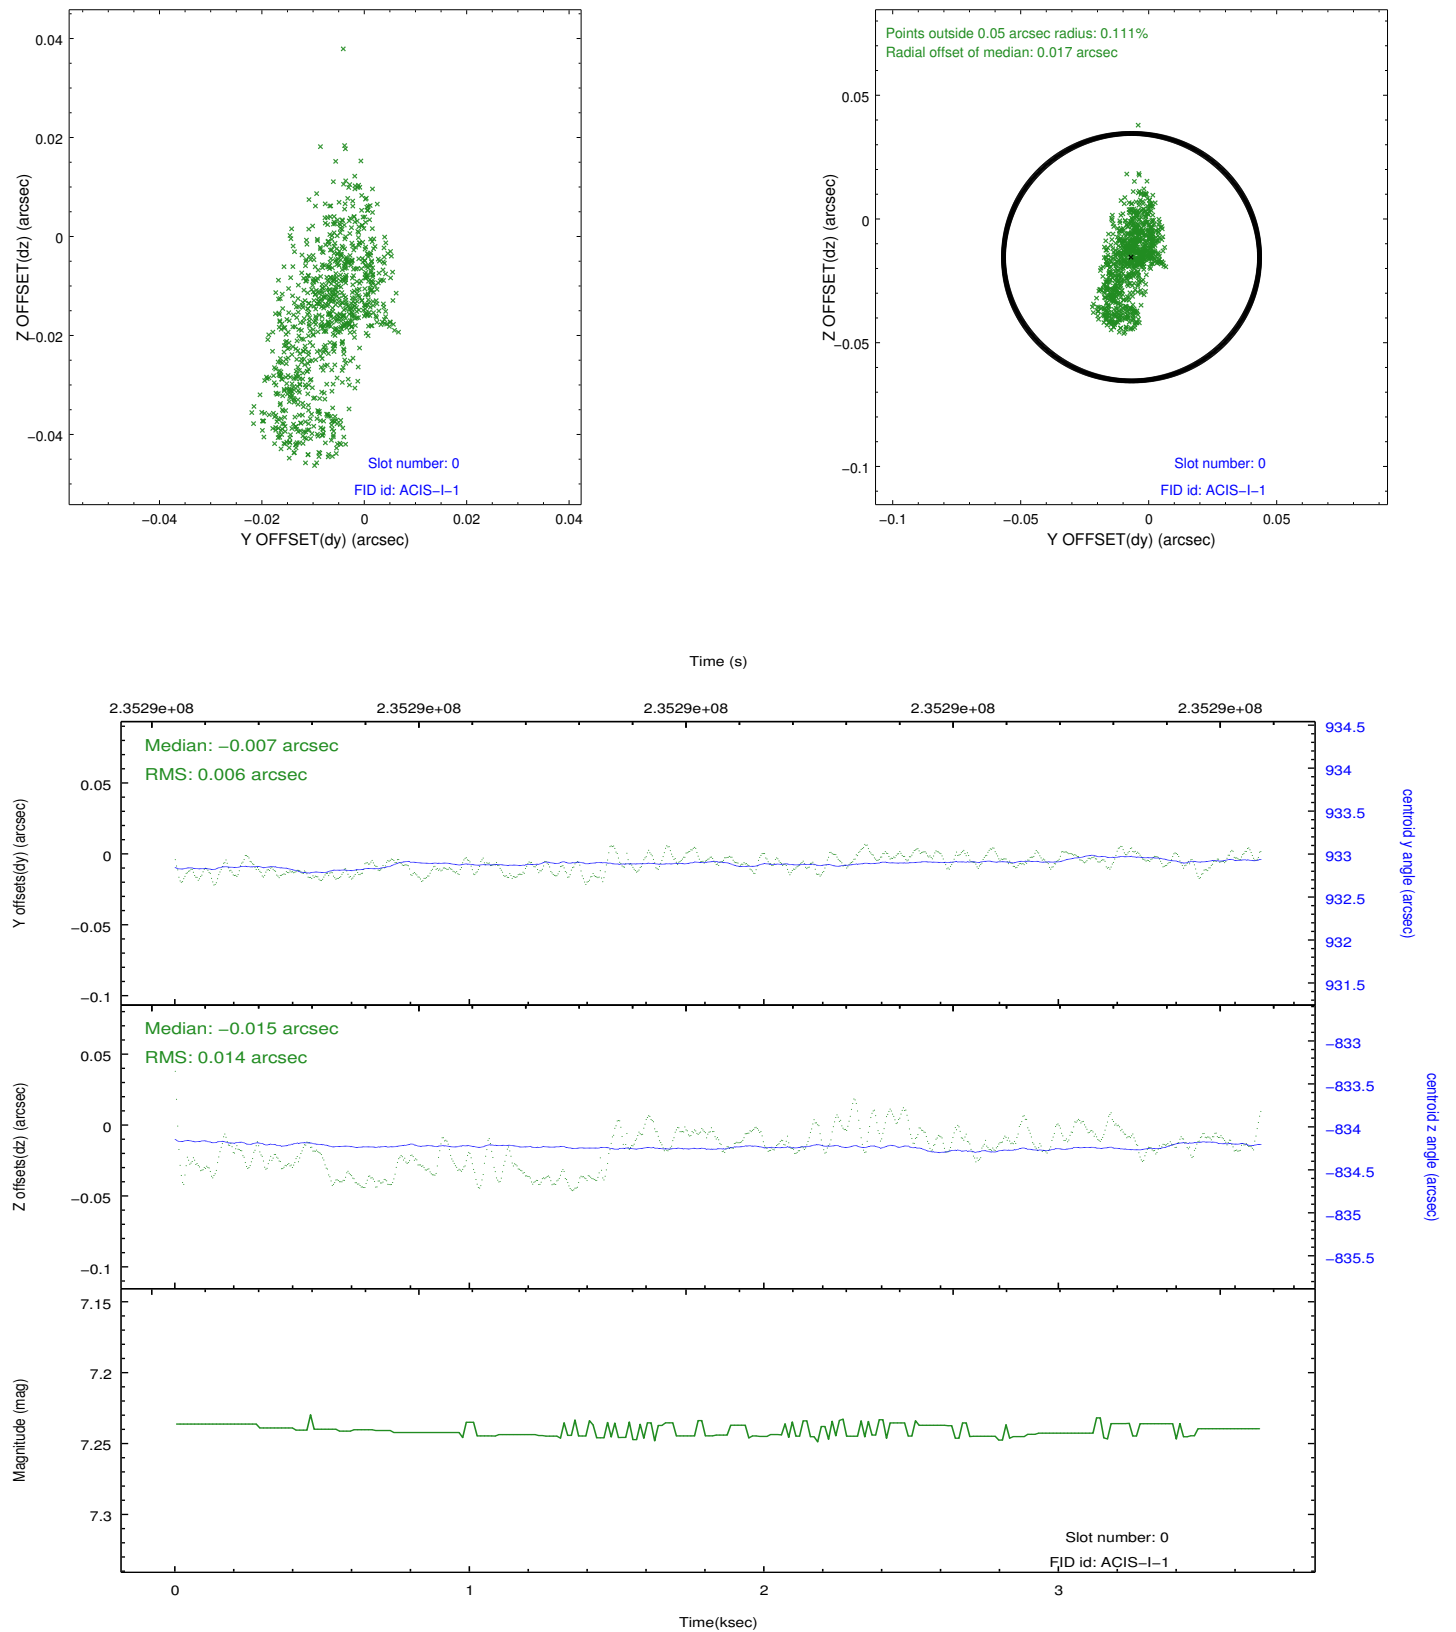 0.04
0.02
0
−0.02
−0.04
Z OFFSET(dz) (arcsec)
Slot number: 0
FID id: ACIS−I−1
−0.04
−0.02
0
0.02
0.04
Y OFFSET(dy) (arcsec)
Points outside 0.05 arcsec radius: 0.111%
Radial offset of median: 0.017 arcsec
0.05
0
−0.05
−0.1
Z OFFSET(dz) (arcsec)
Slot number: 0
FID id: ACIS−I−1
−0.1
−0.05
0
0.05
Y OFFSET(dy) (arcsec)
Time (s)
2.3529e+08
2.3529e+08
2.3529e+08
2.3529e+08
2.3529e+08
Median: −0.007 arcsec
RMS: 0.006 arcsec
0.05
0
−0.05
−0.1
Y offsets(dy) (arcsec)
934.5
934
933.5
933
932.5
932
931.5
centroid y angle (arcsec)
Median: −0.015 arcsec
RMS: 0.014 arcsec
0.05
0
−0.05
−0.1
Z offsets(dz) (arcsec)
−833
−833.5
−834
−834.5
−835
−835.5
centroid z angle (arcsec)
7.15
7.2
7.25
7.3
Magnitude (mag)
Slot number: 0
FID id: ACIS−I−1
0
1
2
3
Time(ksec)